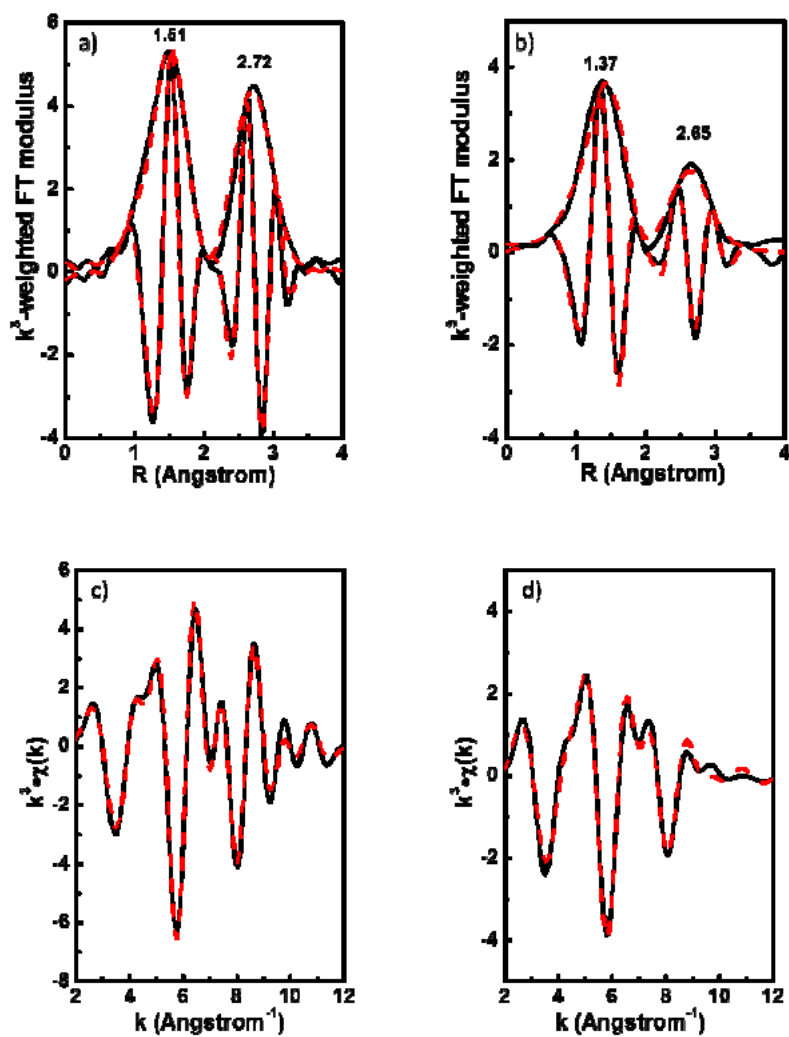 a)
1.51
2.72
k³-weighted FT modulus
6
4
2
0
-2
-4
0 1 2 3 4
R (Angstrom)
b)
1.37
2.65
k³-weighted FT modulus
4
2
0
-2
-4
0 1 2 3 4
R (Angstrom)
c)
k³•χ(k)
6
4
2
0
-2
-4
-6
-8
2 4 6 8 10 12
k (Angstrom⁻¹)
d)
k³•χ(k)
4
2
0
-2
-4
2 4 6 8 10 12
k (Angstrom⁻¹)